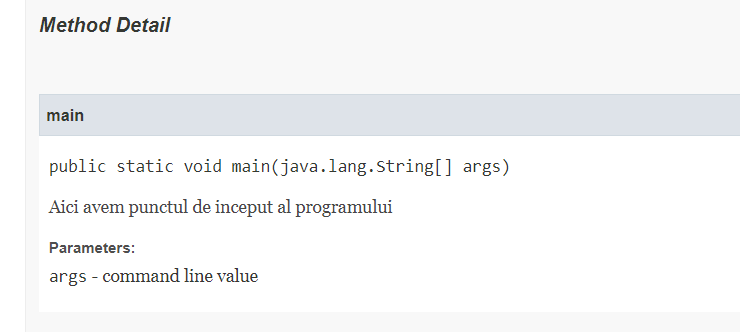 Method Detail
main
public static void main(java.lang.String[] args)
Aici avem punctul de inceput al programului
Parameters:
args - command line value